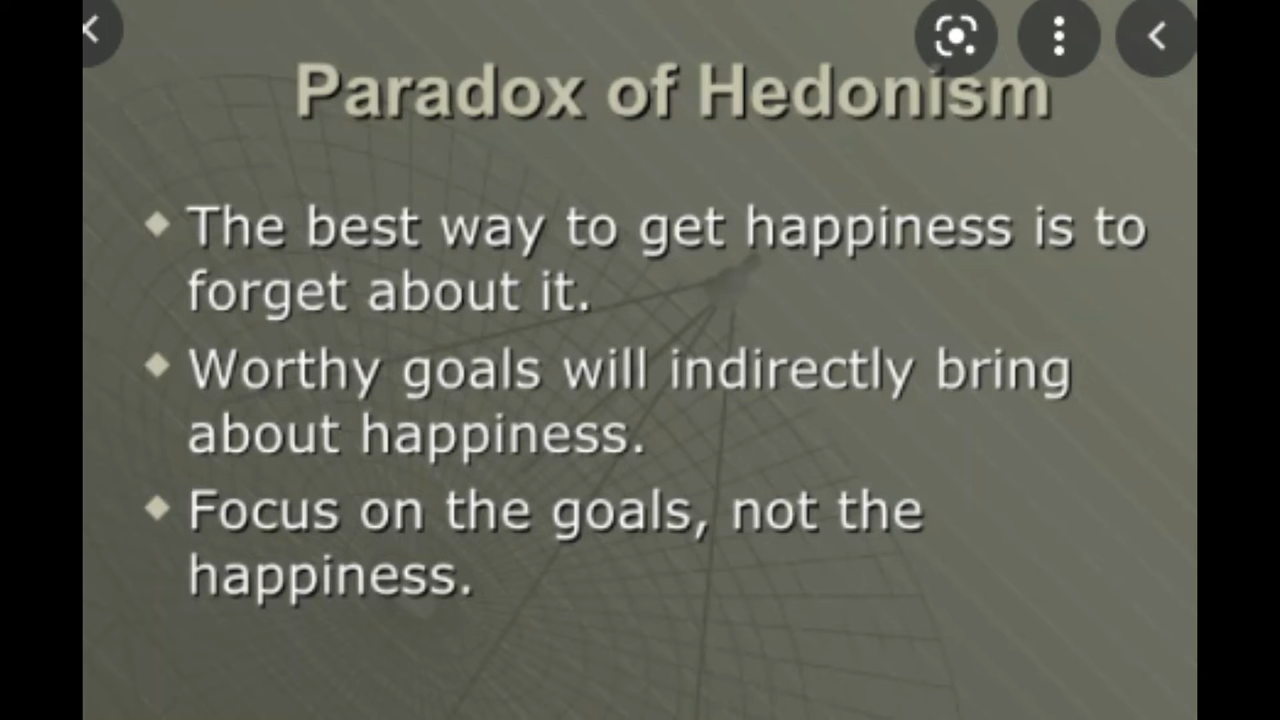 Paradox of Hedonism
The best way to get happiness is to
forget about it.
Worthy goals will indirectly bring
about happiness.
Focus on the goals, not the
happiness.